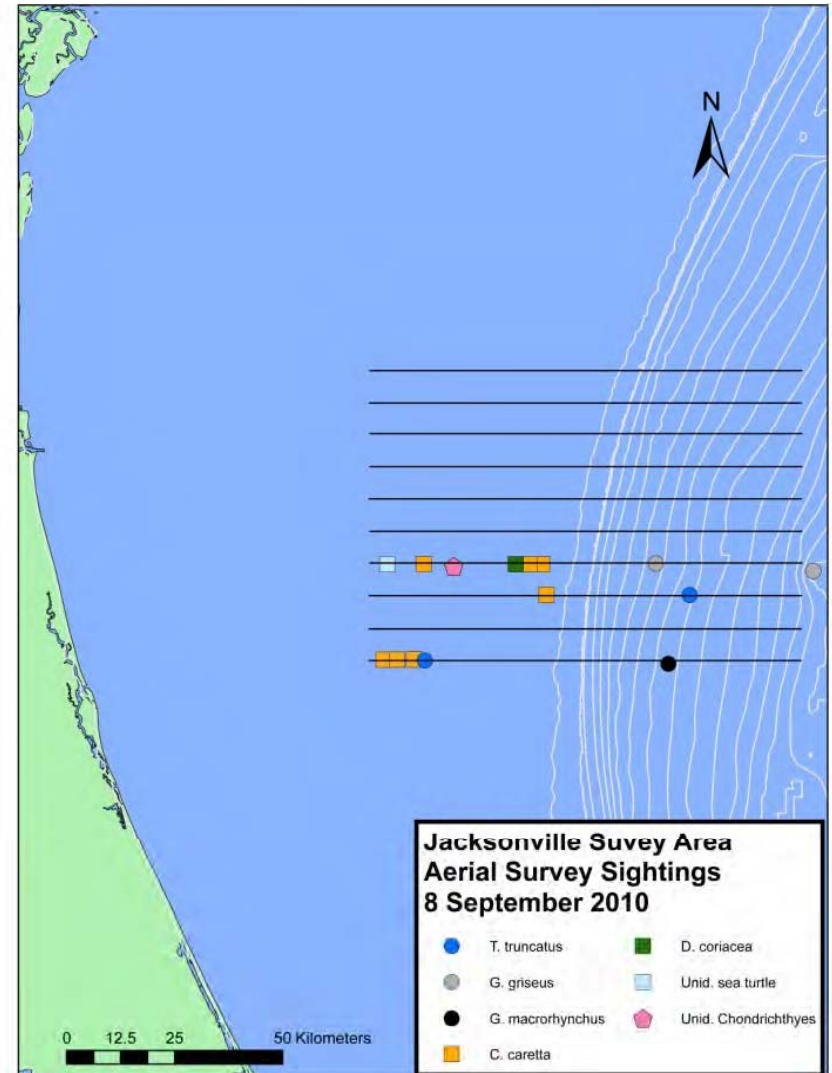 N
Jacksonville Suvey Area
Aerial Survey Sightings
8 September 2010
T. truncatus
D. coriacea
G. griseus
Unid. sea turtle
G. macrorhynchus
Unid. Chondrichthyes
C. caretta
0 12.5 25 50 Kilometers